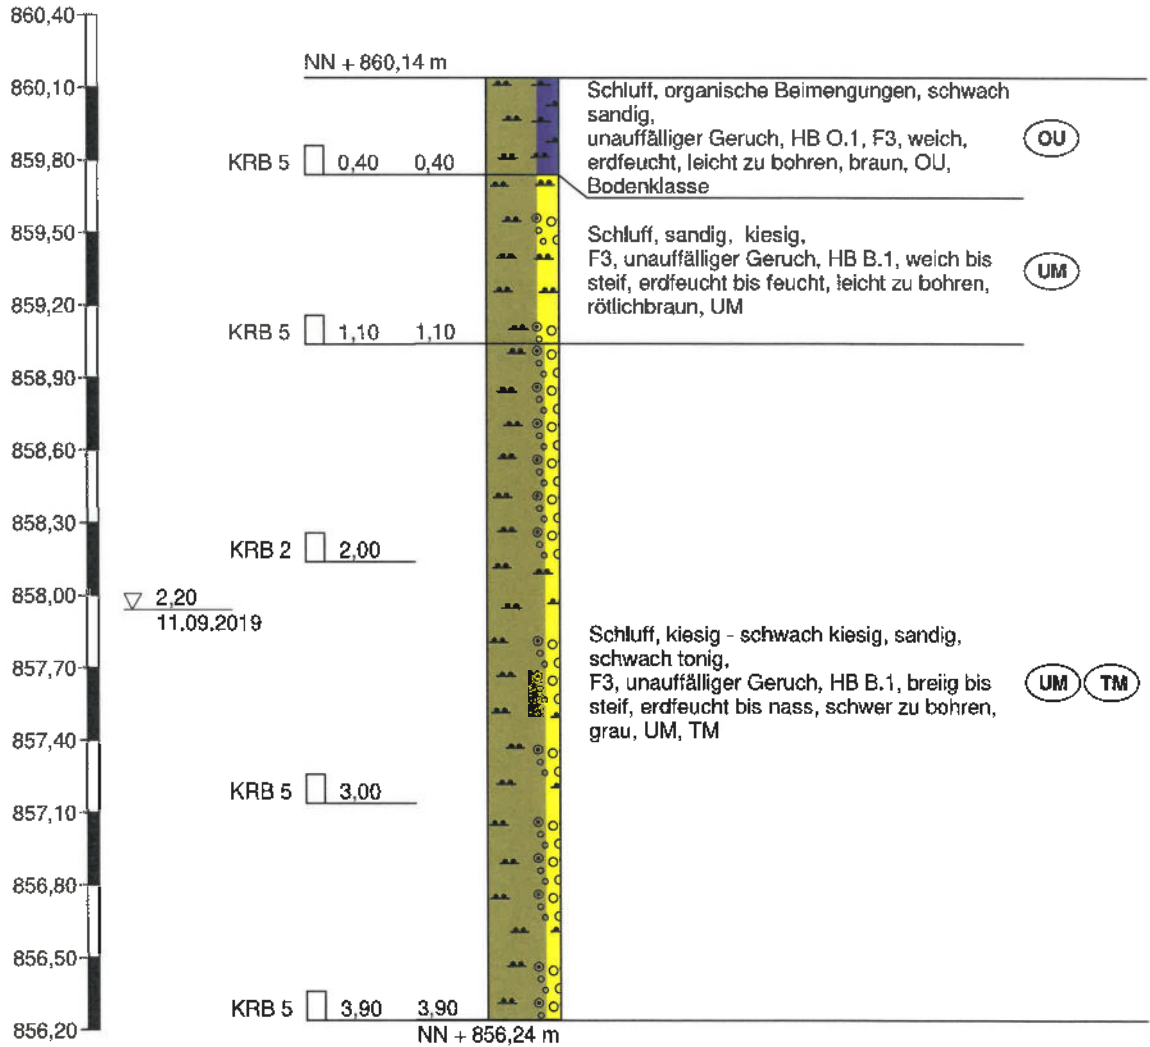 860,40
NN + 860,14 m
860,10
Schluff, organische Beimengungen, schwach
sandig,
unauffälliger Geruch, HB O.1, F3, weich,
erdfeucht, leicht zu bohren, braun, OU,
Bodenklasse
OU
859,80
KRB 5 0,40 0,40
859,50
Schluff, sandig, kiesig,
F3, unauffälliger Geruch, HB B.1, weich bis
steif, erdfeucht bis feucht, leicht zu bohren,
rötlichbraun, UM
UM
859,20
KRB 5 1,10 1,10
858,90
858,60
858,30
KRB 2 2,00
858,00
2,20
11.09.2019
Schluff, kiesig - schwach kiesig, sandig,
schwach tonig,
F3, unauffälliger Geruch, HB B.1, breiig bis
steif, erdfeucht bis nass, schwer zu bohren,
grau, UM, TM
UM TM
857,70
857,40
KRB 5 3,00
857,10
856,80
856,50
KRB 5 3,90 3,90
856,20
NN + 856,24 m